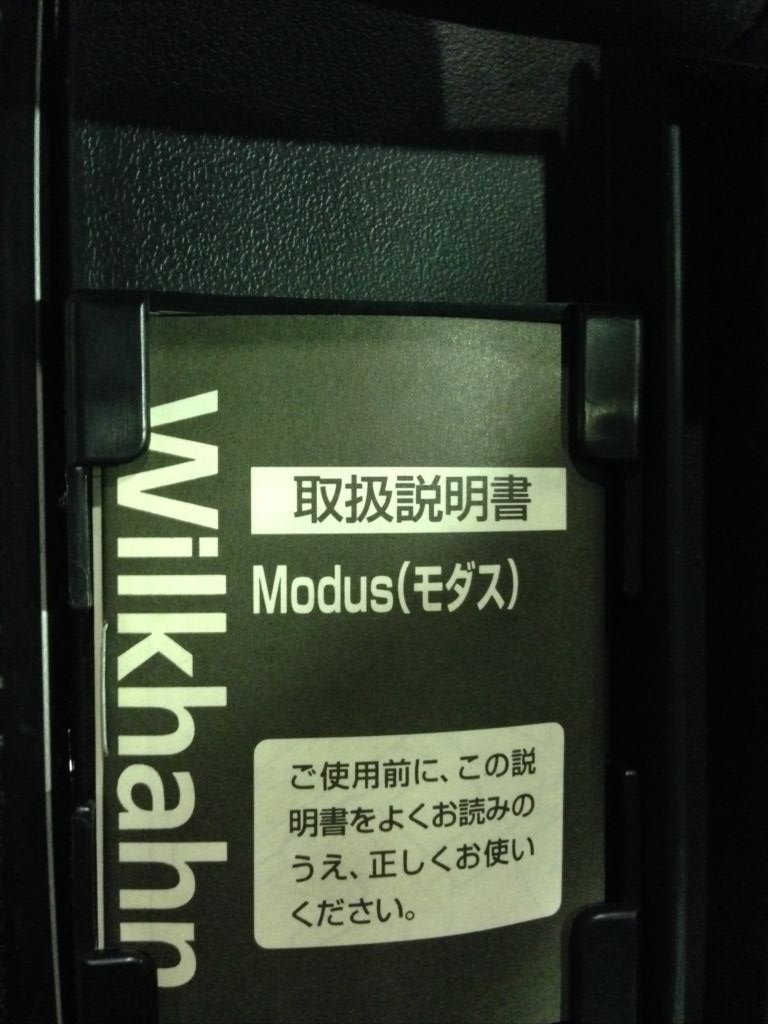 Wilkhahn
取扱説明書
Modus(モダス)
ご使用前に、この説
明書をよくお読みの
うえ、正しくお使い
ください。